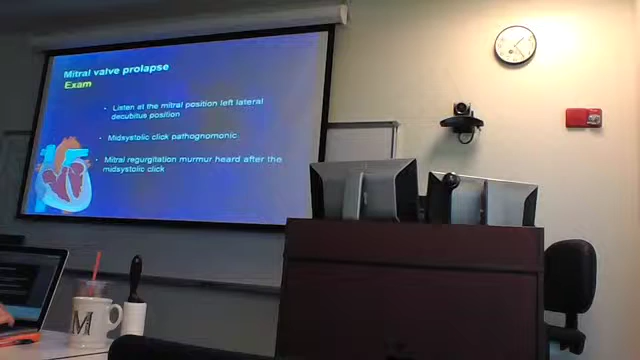 Mitral valve prolapse
Exam
- Listen at the mitral position left lateral
decubitus position
- Midsystolic click pathognomonic
- Mitral regurgitation murmur heard after the
midsystolic click
M